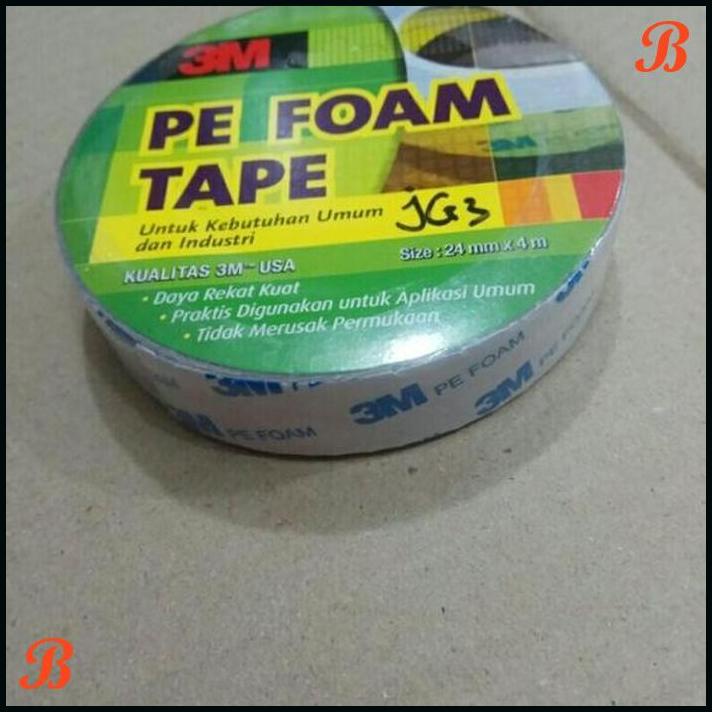 B
3M
PE FOAM
TAPE
Untuk Kebutuhan Umum
dan Industri
jG3
Size : 24 mm x 4 m
KUALITAS 3M™ USA
• Daya Rekat Kuat
• Praktis Digunakan untuk Aplikasi Umum
• Tidak Merusak Permukaan
3M PE FOAM
3M PE FOAM
3M PE FOAM
B